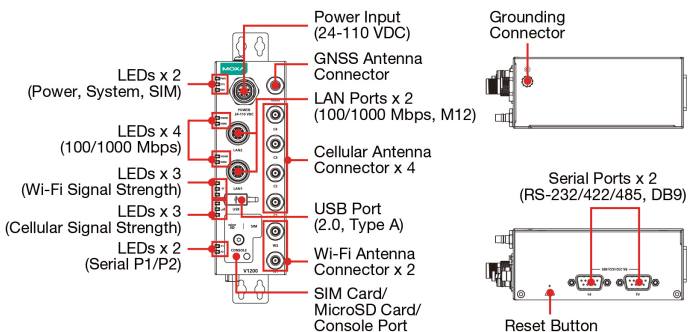 Power Input
(24-110 VDC)
GNSS Antenna
Connector
LAN Ports x 2
(100/1000 Mbps, M12)
Cellular Antenna
Connector x 4
USB Port
(2.0, Type A)
Wi-Fi Antenna
Connector x 2
SIM Card/
MicroSD Card/
Console Port
LEDs x 2
(Power, System, SIM)
LEDs x 4
(100/1000 Mbps)
LEDs x 3
(Wi-Fi Signal Strength)
LEDs x 3
(Cellular Signal Strength)
LEDs x 2
(Serial P1/P2)
MOXA
POWER
24-110 VDC
LAN2
LAN1
USB
SIM
CONSOLE
V1200
C4
C3
C2
W2
Grounding
Connector
Serial Ports x 2
(RS-232/422/485, DB9)
Reset Button